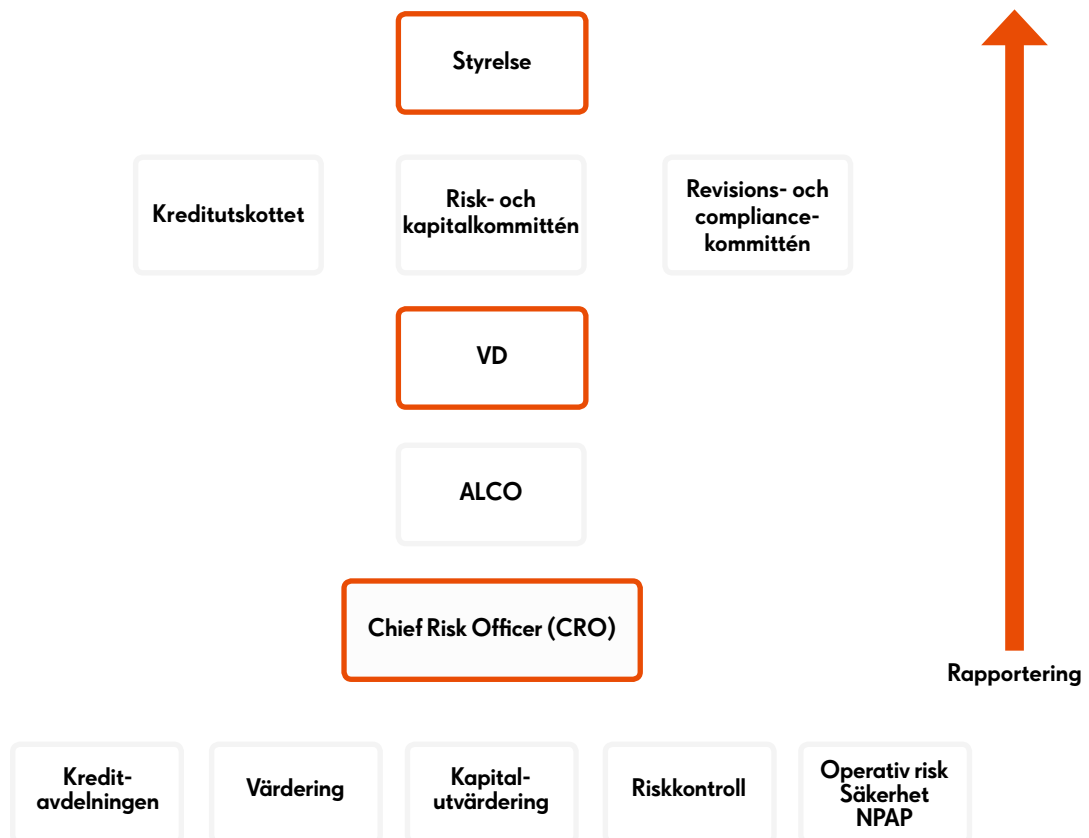 Styrelse
Kreditutskottet
Risk- och
kapitalkommittén
Revisions- och
compliance-
kommittén
VD
ALCO
Chief Risk Officer (CRO)
Rapportering
Kredit-
avdelningen
Värdering
Kapital-
utvärdering
Riskkontroll
Operativ risk
Säkerhet
NPAP